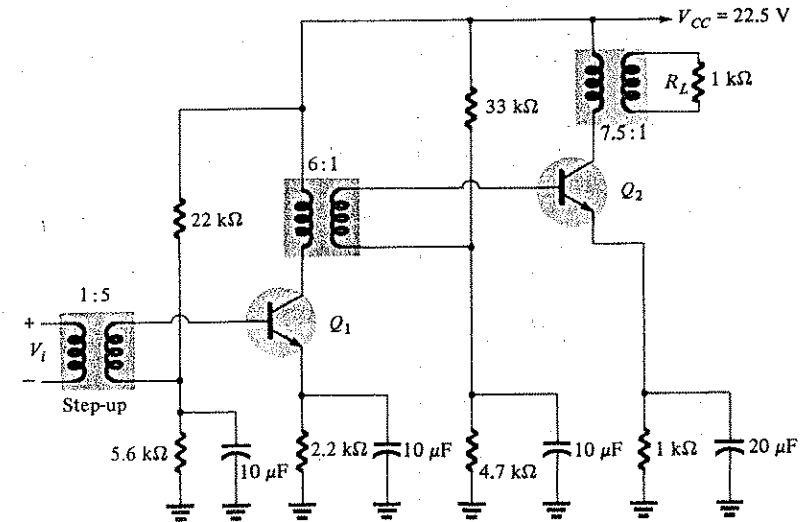 V_CC = 22.5 V
R_L
1 kΩ
33 kΩ
7.5:1
6:1
Q_2
22 kΩ
1:5
+
V_i
−
Q_1
Step-up
5.6 kΩ
10 μF
2.2 kΩ
10 μF
4.7 kΩ
10 μF
1 kΩ
20 μF